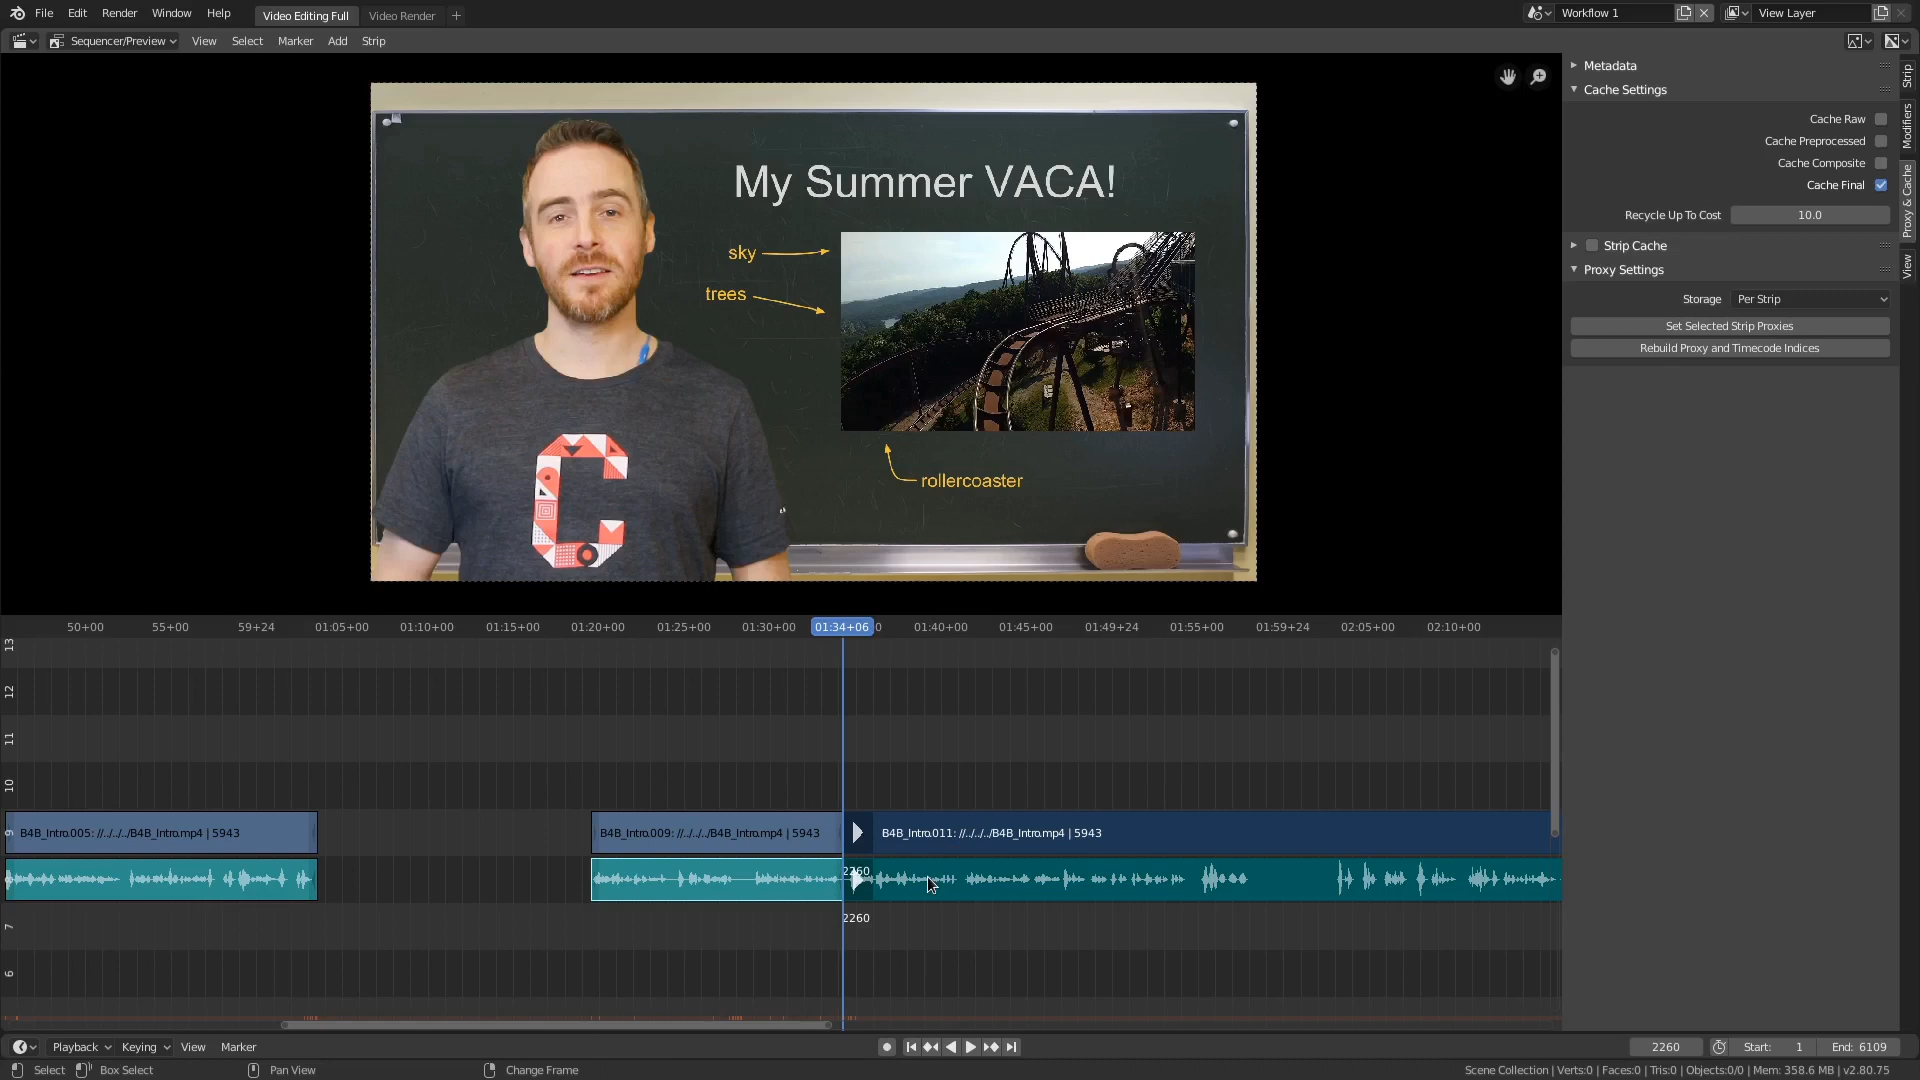 File Edit Render Window Help Video Editing Full Video Render + Workflow 1 View Layer
Sequencer/Preview View Select Marker Add Strip
Metadata
Cache Settings
Cache Raw
Cache Preprocessed
Cache Composite
Cache Final
Recycle Up To Cost 10.0
Strip Cache
Proxy Settings
Storage Per Strip
Set Selected Strip Proxies
Rebuild Proxy and Timecode Indices
Strip
Modifiers
Proxy & Cache
View
My Summer VACA!
sky
trees
rollercoaster
C
50+00 55+00 59+24 01:05+00 01:10+00 01:15+00 01:20+00 01:25+00 01:30+00 01:34+06 0 01:40+00 01:45+00 01:49+24 01:55+00 01:59+24 02:05+00 02:10+00
13
12
11
10
9 B4B_Intro.005: //../../../B4B_Intro.mp4 | 5943 B4B_Intro.009: //../../../B4B_Intro.mp4 | 5943 B4B_Intro.011: //../../../B4B_Intro.mp4 | 5943
2260
2260
7
6
Playback Keying View Marker 2260 Start: 1 End: 6109
Select Box Select Pan View Change Frame Scene Collection | Verts:0 | Faces:0 | Tris:0 | Objects:0/0 | Mem: 358.6 MB | v2.80.75